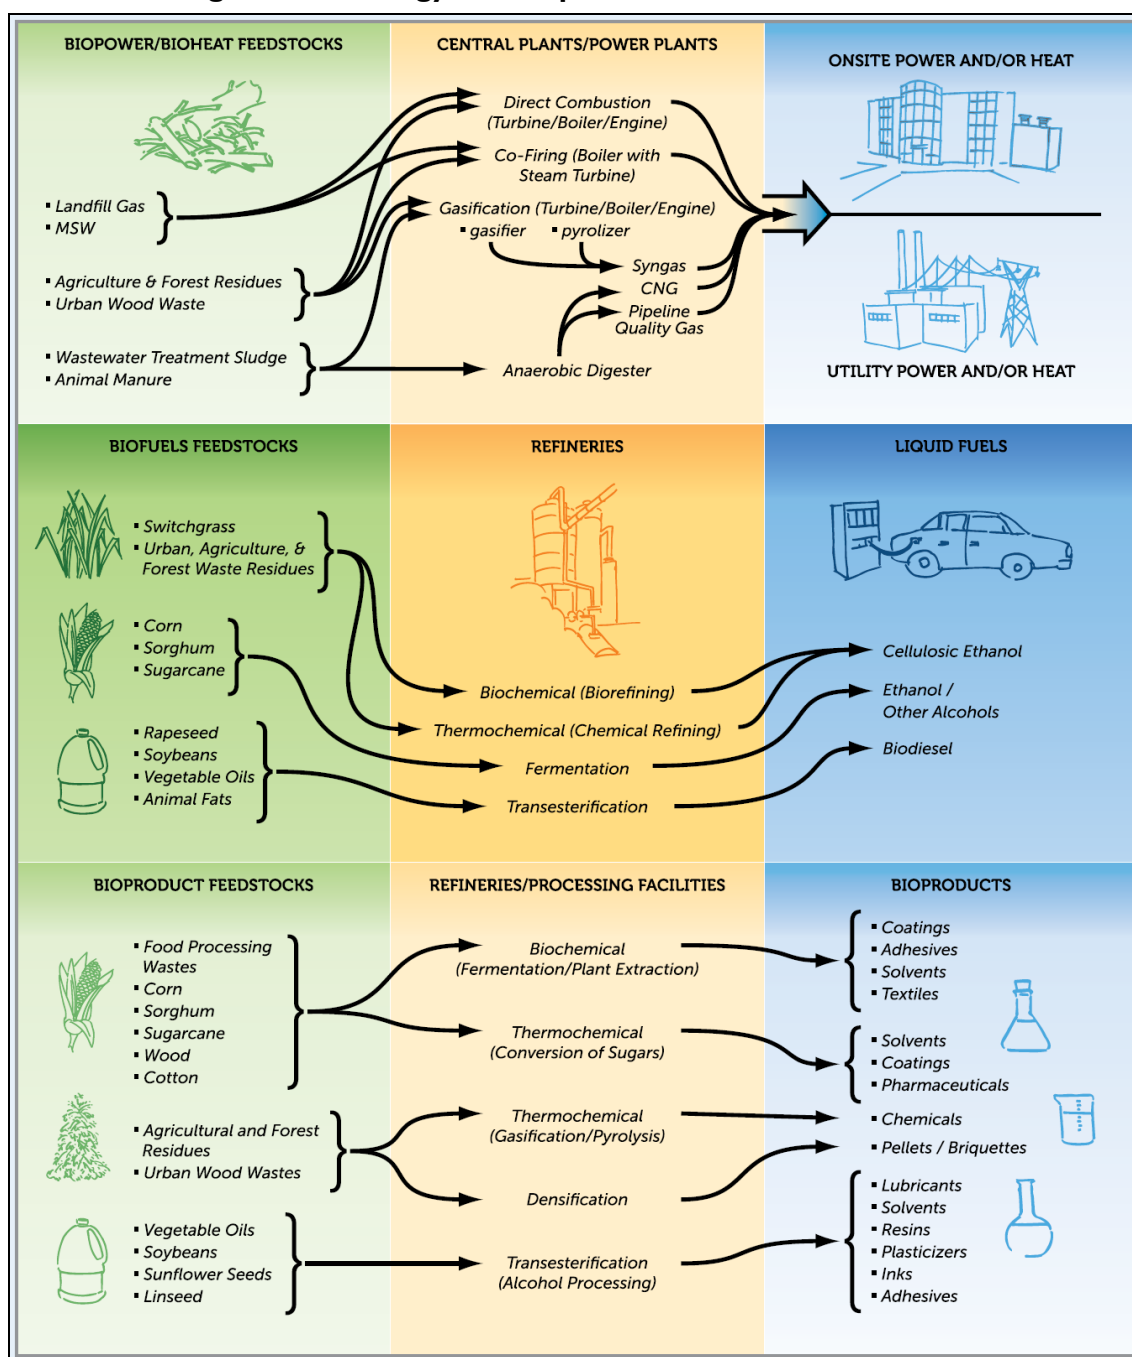 BIOPOWER/BIOHEAT FEEDSTOCKS
▪ Landfill Gas
▪ MSW
▪ Agriculture & Forest Residues
▪ Urban Wood Waste
▪ Wastewater Treatment Sludge
▪ Animal Manure
CENTRAL PLANTS/POWER PLANTS
Direct Combustion
(Turbine/Boiler/Engine)
Co-Firing (Boiler with
Steam Turbine)
Gasification (Turbine/Boiler/Engine)
▪ gasifier ▪ pyrolizer
Syngas
CNG
Pipeline
Quality Gas
Anaerobic Digester
ONSITE POWER AND/OR HEAT
UTILITY POWER AND/OR HEAT
BIOFUELS FEEDSTOCKS
▪ Switchgrass
▪ Urban, Agriculture, &
Forest Waste Residues
▪ Corn
▪ Sorghum
▪ Sugarcane
▪ Rapeseed
▪ Soybeans
▪ Vegetable Oils
▪ Animal Fats
REFINERIES
Biochemical (Biorefining)
Thermochemical (Chemical Refining)
Fermentation
Transesterification
LIQUID FUELS
Cellulosic Ethanol
Ethanol /
Other Alcohols
Biodiesel
BIOPRODUCT FEEDSTOCKS
▪ Food Processing
Wastes
▪ Corn
▪ Sorghum
▪ Sugarcane
▪ Wood
▪ Cotton
▪ Agricultural and Forest
Residues
▪ Urban Wood Wastes
▪ Vegetable Oils
▪ Soybeans
▪ Sunflower Seeds
▪ Linseed
REFINERIES/PROCESSING FACILITIES
Biochemical
(Fermentation/Plant Extraction)
Thermochemical
(Conversion of Sugars)
Thermochemical
(Gasification/Pyrolysis)
Densification
Transesterification
(Alcohol Processing)
BIOPRODUCTS
▪ Coatings
▪ Adhesives
▪ Solvents
▪ Textiles
▪ Solvents
▪ Coatings
▪ Pharmaceuticals
▪ Chemicals
▪ Pellets / Briquettes
▪ Lubricants
▪ Solvents
▪ Resins
▪ Plasticizers
▪ Inks
▪ Adhesives